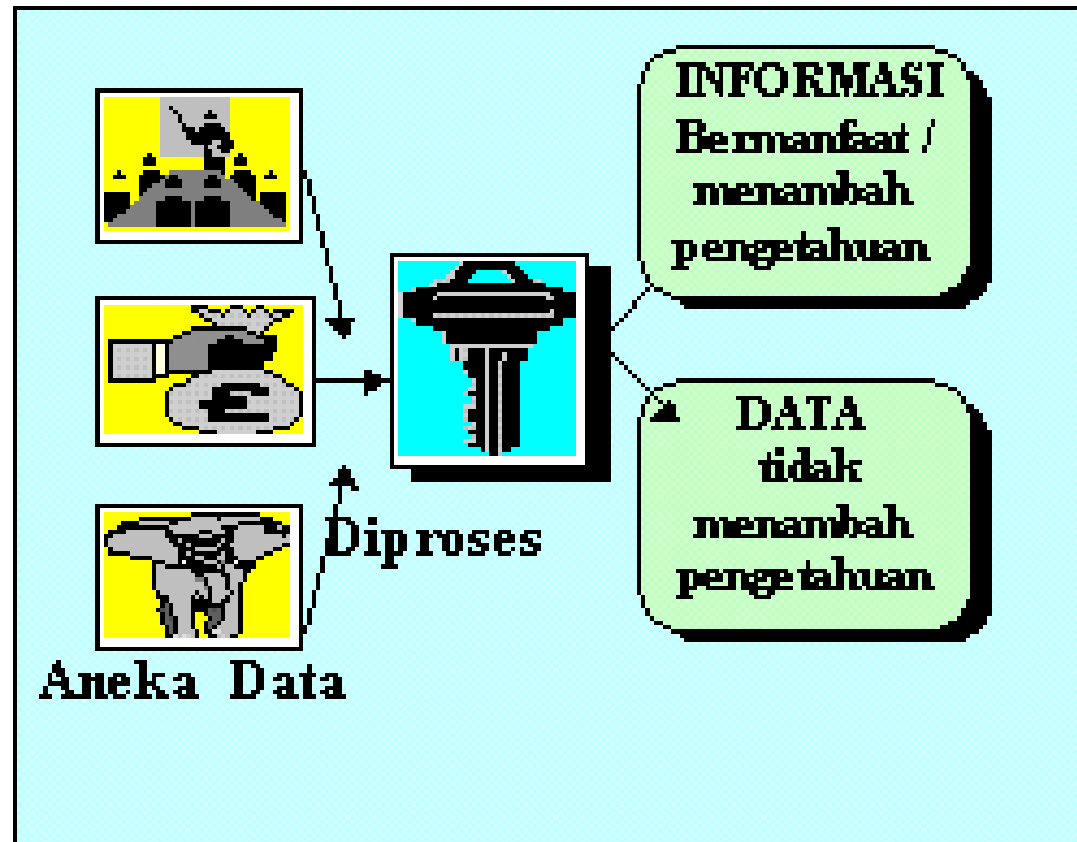 INFORMASI
Bermanfaat /
menambah
pengetahuan
Diproses
DATA
tidak
menambah
pengetahuan
Aneka Data